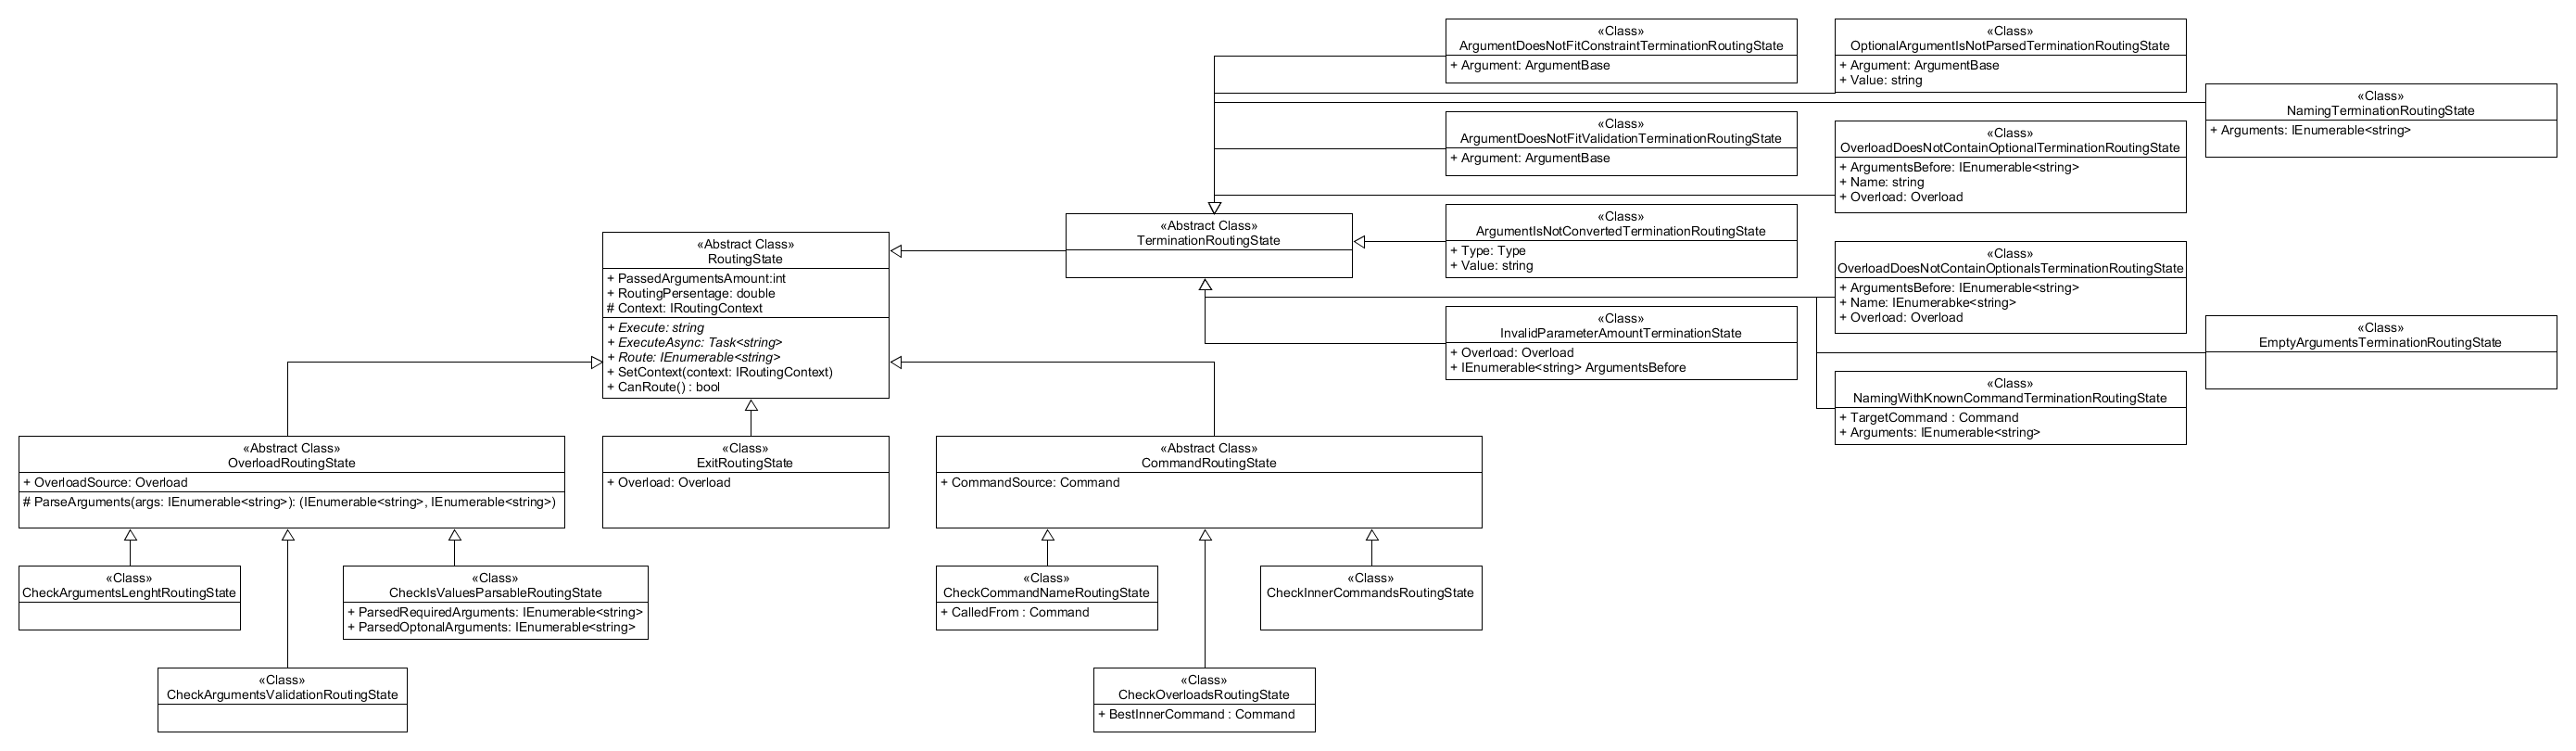 «Class»
ArgumentDoesNotFitConstraintTerminationRoutingState
+ Argument: ArgumentBase
«Class»
OptionalArgumentIsNotParsedTerminationRoutingState
+ Argument: ArgumentBase
+ Value: string
«Class»
NamingTerminationRoutingState
+ Arguments: IEnumerable<string>
«Class»
ArgumentDoesNotFitValidationTerminationRoutingState
+ Argument: ArgumentBase
«Class»
OverloadDoesNotContainOptionalTerminationRoutingState
+ ArgumentsBefore: IEnumerable<string>
+ Name: string
+ Overload: Overload
«Abstract Class»
TerminationRoutingState
«Class»
ArgumentIsNotConvertedTerminationRoutingState
+ Type: Type
+ Value: string
«Abstract Class»
RoutingState
+ PassedArgumentsAmount:int
+ RoutingPersentage: double
# Context: IRoutingContext
+ Execute: string
+ ExecuteAsync: Task<string>
+ Route: IEnumerable<string>
+ SetContext(context: IRoutingContext)
+ CanRoute() : bool
«Class»
OverloadDoesNotContainOptionalsTerminationRoutingState
+ ArgumentsBefore: IEnumerable<string>
+ Name: IEnumerabke<string>
+ Overload: Overload
«Class»
InvalidParameterAmountTerminationState
+ Overload: Overload
+ IEnumerable<string> ArgumentsBefore
«Class»
EmptyArgumentsTerminationRoutingState
«Class»
NamingWithKnownCommandTerminationRoutingState
+ TargetCommand : Command
+ Arguments: IEnumerable<string>
«Abstract Class»
OverloadRoutingState
+ OverloadSource: Overload
# ParseArguments(args: IEnumerable<string>): (IEnumerable<string>, IEnumerable<string>)
«Class»
ExitRoutingState
+ Overload: Overload
«Abstract Class»
CommandRoutingState
+ CommandSource: Command
«Class»
CheckArgumentsLenghtRoutingState
«Class»
CheckIsValuesParsableRoutingState
+ ParsedRequiredArguments: IEnumerable<string>
+ ParsedOptonalArguments: IEnumerable<string>
«Class»
CheckCommandNameRoutingState
+ CalledFrom : Command
«Class»
CheckInnerCommandsRoutingState
«Class»
CheckArgumentsValidationRoutingState
«Class»
CheckOverloadsRoutingState
+ BestInnerCommand : Command